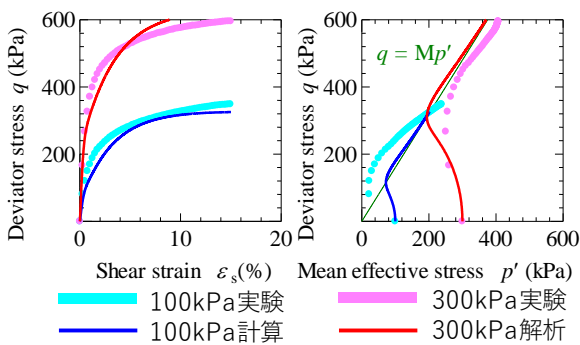 Deviator stress q (kPa)
600
400
200
0
0 10 20
Shear strain εs(%)
Deviator stress q (kPa)
600
400
200
0
0 200 400 600
q = Mp′
Mean effective stress p′ (kPa)
100kPa実験
300kPa実験
100kPa計算
300kPa解析